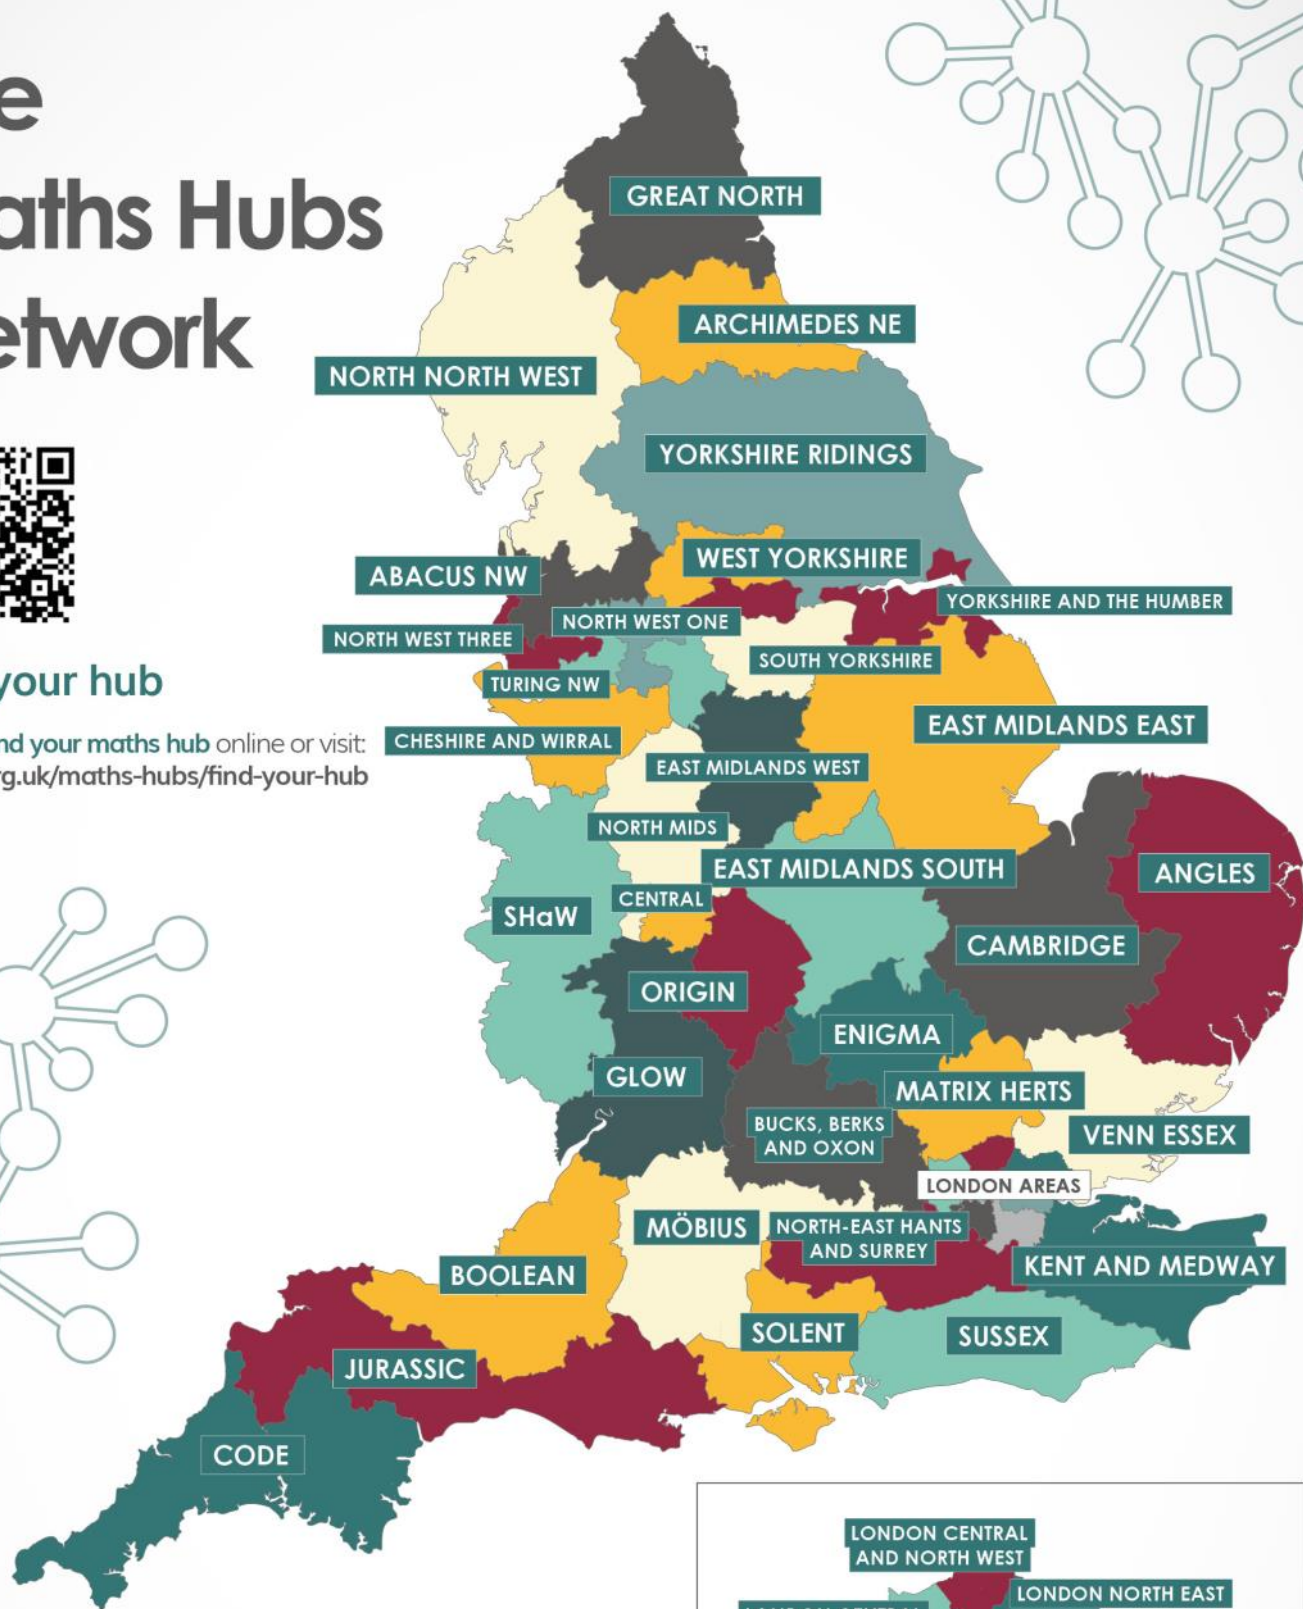 e
aths Hubs
etwork
your hub
nd your maths hub online or visit:
rg.uk/maths-hubs/find-your-hub
GREAT NORTH
ARCHIMEDES NE
NORTH NORTH WEST
YORKSHIRE RIDINGS
WEST YORKSHIRE
ABACUS NW
YORKSHIRE AND THE HUMBER
NORTH WEST ONE
NORTH WEST THREE
SOUTH YORKSHIRE
TURING NW
EAST MIDLANDS EAST
CHESHIRE AND WIRRAL
EAST MIDLANDS WEST
NORTH MIDS
EAST MIDLANDS SOUTH
ANGLES
CENTRAL
SHaW
CAMBRIDGE
ORIGIN
ENIGMA
GLOW
MATRIX HERTS
BUCKS, BERKS
AND OXON
VENN ESSEX
LONDON AREAS
MÖBIUS
NORTH-EAST HANTS
AND SURREY
KENT AND MEDWAY
BOOLEAN
SOLENT
SUSSEX
JURASSIC
CODE
LONDON CENTRAL
AND NORTH WEST
LONDON NORTH EAST